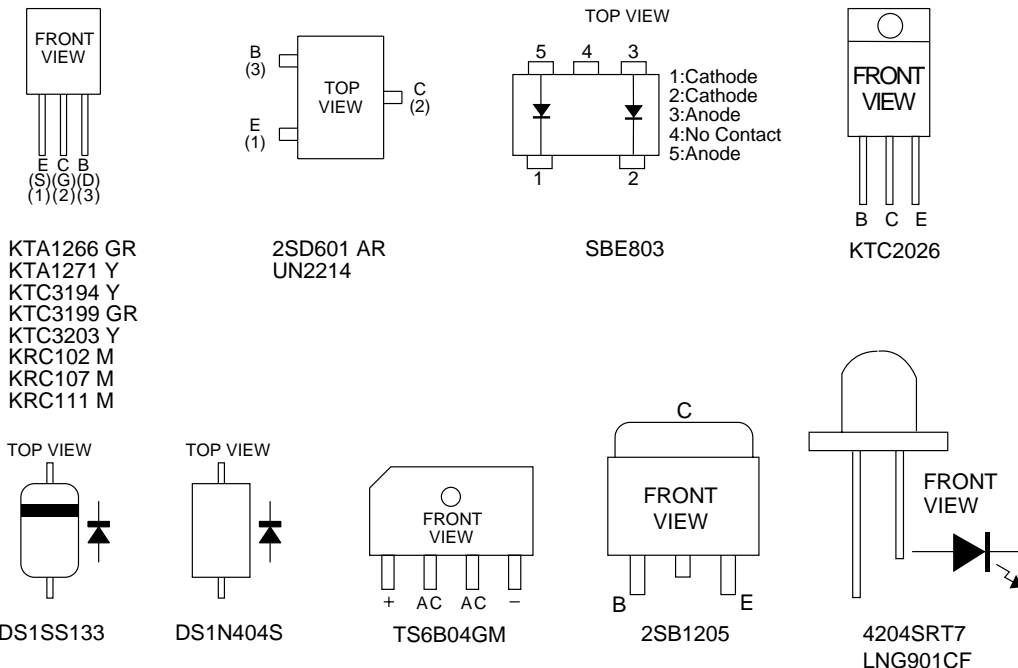 FRONT
VIEW
E C B
(S)(G)(D)
(1)(2)(3)
KTA1266 GR
KTA1271 Y
KTC3194 Y
KTC3199 GR
KTC3203 Y
KRC102 M
KRC107 M
KRC111 M
B
(3)
E
(1)
TOP
VIEW
C
(2)
2SD601 AR
UN2214
TOP VIEW
5 4 3
1 2
1:Cathode
2:Cathode
3:Anode
4:No Contact
5:Anode
SBE803
FRONT
VIEW
B C E
KTC2026
TOP VIEW
DS1SS133
TOP VIEW
DS1N404S
FRONT
VIEW
+ AC AC −
TS6B04GM
C
FRONT
VIEW
B E
2SB1205
FRONT
VIEW
4204SRT7
LNG901CF